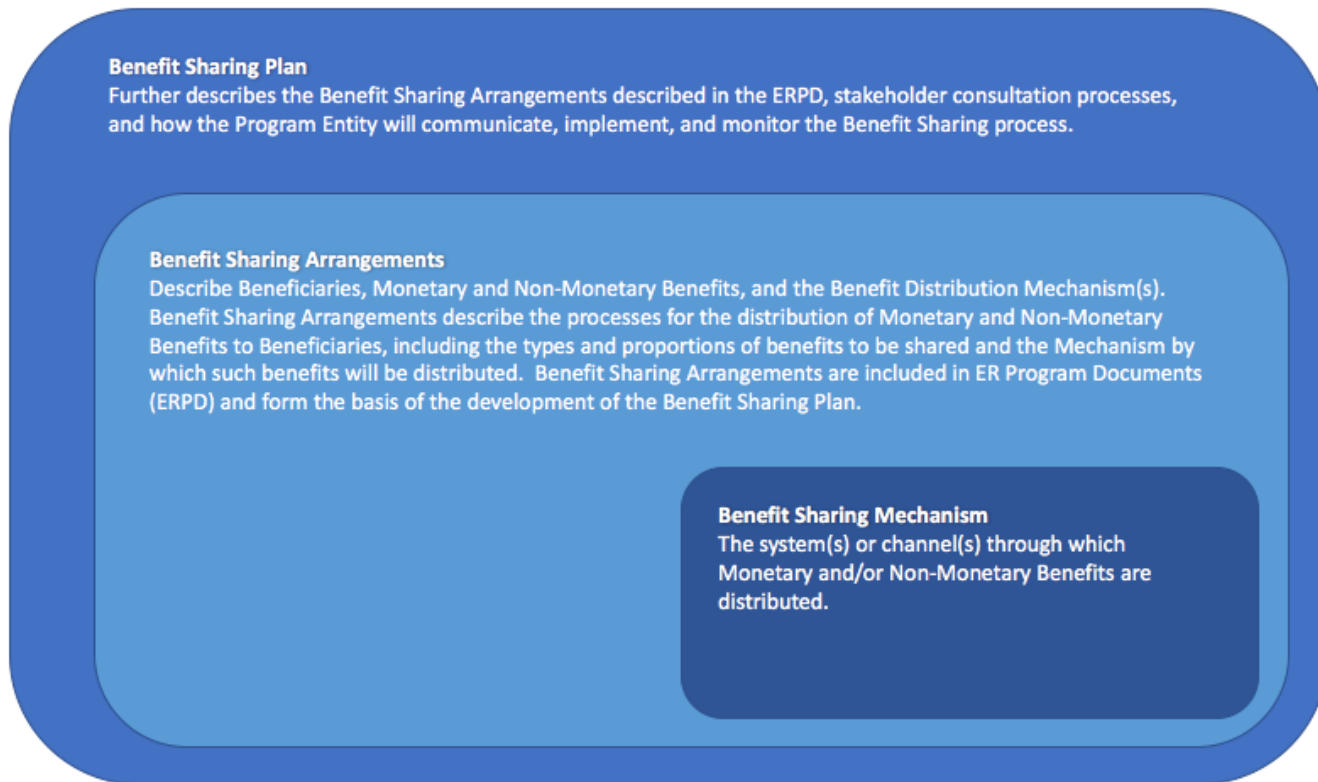 Benefit Sharing Plan
Further describes the Benefit Sharing Arrangements described in the ERPD, stakeholder consultation processes,
and how the Program Entity will communicate, implement, and monitor the Benefit Sharing process.
Benefit Sharing Arrangements
Describe Beneficiaries, Monetary and Non-Monetary Benefits, and the Benefit Distribution Mechanism(s).
Benefit Sharing Arrangements describe the processes for the distribution of Monetary and Non-Monetary
Benefits to Beneficiaries, including the types and proportions of benefits to be shared and the Mechanism by
which such benefits will be distributed.  Benefit Sharing Arrangements are included in ER Program Documents
(ERPD) and form the basis of the development of the Benefit Sharing Plan.
Benefit Sharing Mechanism
The system(s) or channel(s) through which
Monetary and/or Non-Monetary Benefits are
distributed.